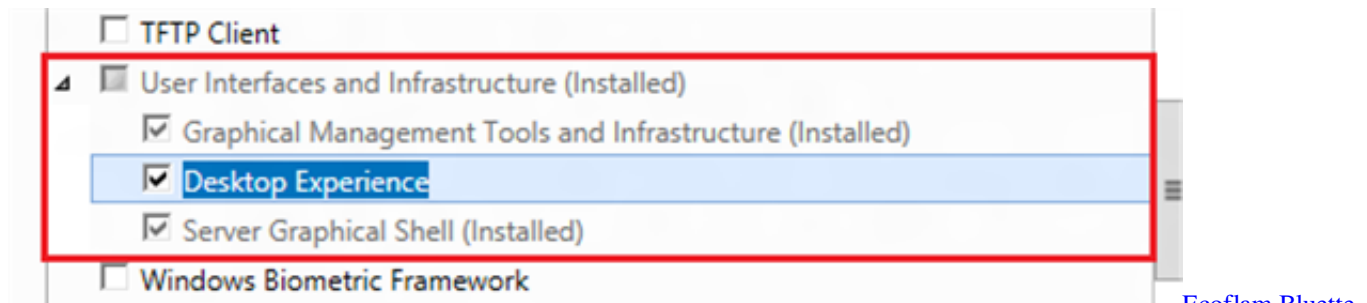 TFTP Client
User Interfaces and Infrastructure (Installed)
Graphical Management Tools and Infrastructure (Installed)
Desktop Experience
Server Graphical Shell (Installed)
Windows Biometric Framework